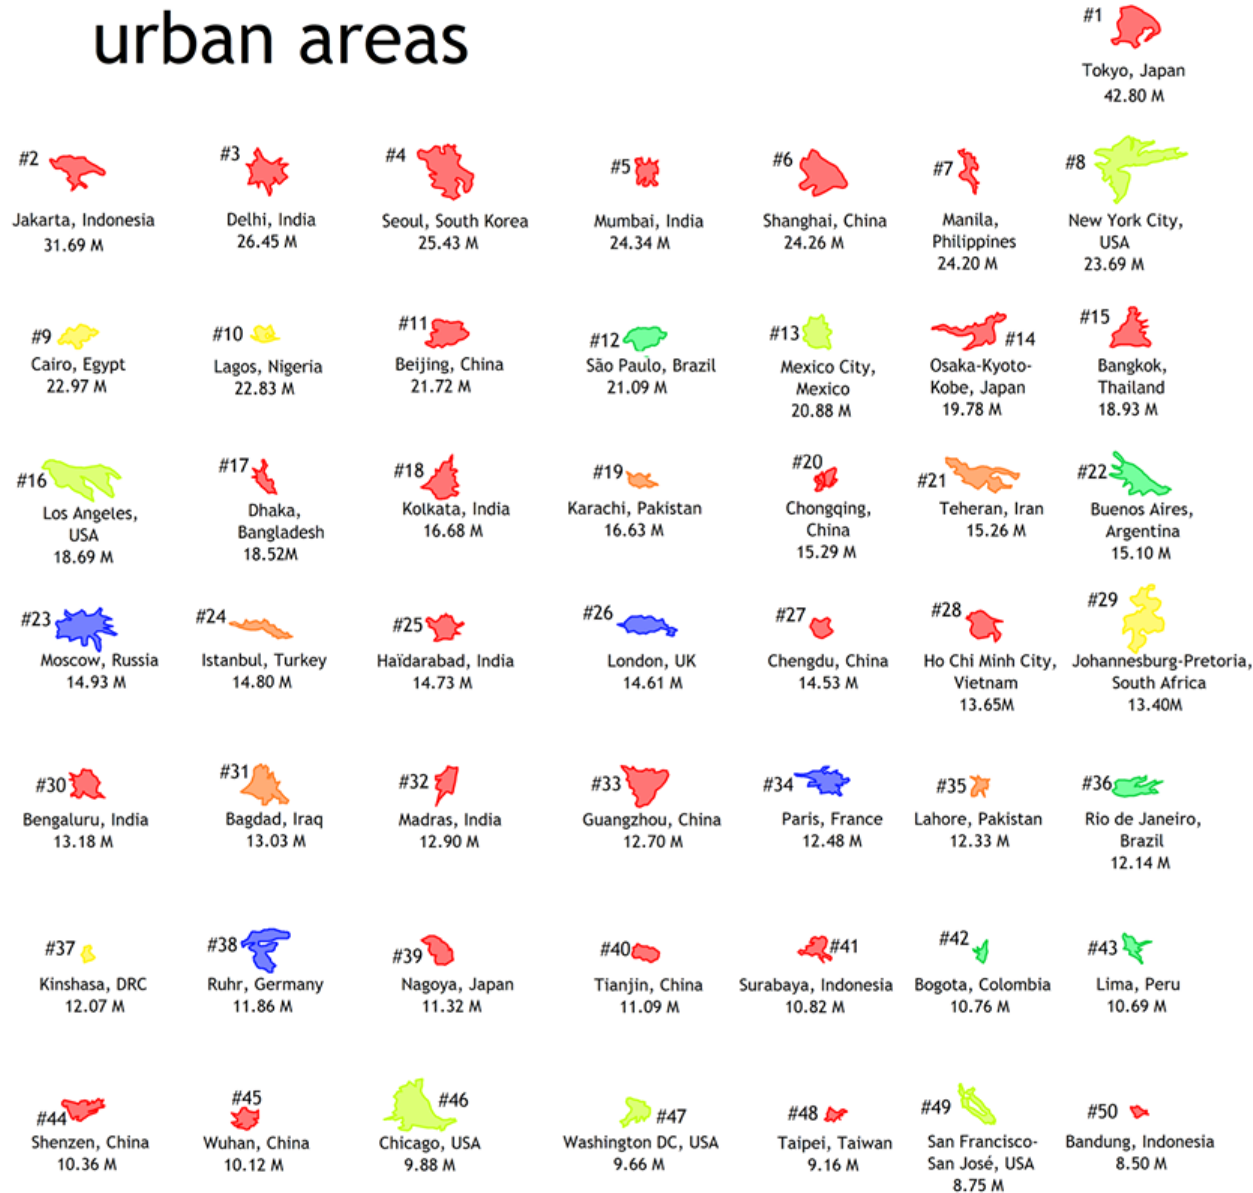 urban areas
#1
Tokyo, Japan
42.80 M
#2
Jakarta, Indonesia
31.69 M
#3
Delhi, India
26.45 M
#4
Seoul, South Korea
25.43 M
#5
Mumbai, India
24.34 M
#6
Shanghai, China
24.26 M
#7
Manila,
Philippines
24.20 M
#8
New York City,
USA
23.69 M
#9
Cairo, Egypt
22.97 M
#10
Lagos, Nigeria
22.83 M
#11
Beijing, China
21.72 M
#12
São Paulo, Brazil
21.09 M
#13
Mexico City,
Mexico
20.88 M
#14
Osaka-Kyoto-
Kobe, Japan
19.78 M
#15
Bangkok,
Thailand
18.93 M
#16
Los Angeles,
USA
18.69 M
#17
Dhaka,
Bangladesh
18.52M
#18
Kolkata, India
16.68 M
#19
Karachi, Pakistan
16.63 M
#20
Chongqing,
China
15.29 M
#21
Teheran, Iran
15.26 M
#22
Buenos Aires,
Argentina
15.10 M
#23
Moscow, Russia
14.93 M
#24
Istanbul, Turkey
14.80 M
#25
Haïdarabad, India
14.73 M
#26
London, UK
14.61 M
#27
Chengdu, China
14.53 M
#28
Ho Chi Minh City,
Vietnam
13.65M
#29
Johannesburg-Pretoria,
South Africa
13.40M
#30
Bengaluru, India
13.18 M
#31
Bagdad, Iraq
13.03 M
#32
Madras, India
12.90 M
#33
Guangzhou, China
12.70 M
#34
Paris, France
12.48 M
#35
Lahore, Pakistan
12.33 M
#36
Rio de Janeiro,
Brazil
12.14 M
#37
Kinshasa, DRC
12.07 M
#38
Ruhr, Germany
11.86 M
#39
Nagoya, Japan
11.32 M
#40
Tianjin, China
11.09 M
#41
Surabaya, Indonesia
10.82 M
#42
Bogota, Colombia
10.76 M
#43
Lima, Peru
10.69 M
#44
Shenzen, China
10.36 M
#45
Wuhan, China
10.12 M
#46
Chicago, USA
9.88 M
#47
Washington DC, USA
9.66 M
#48
Taipei, Taiwan
9.16 M
#49
San Francisco-
San José, USA
8.75 M
#50
Bandung, Indonesia
8.50 M